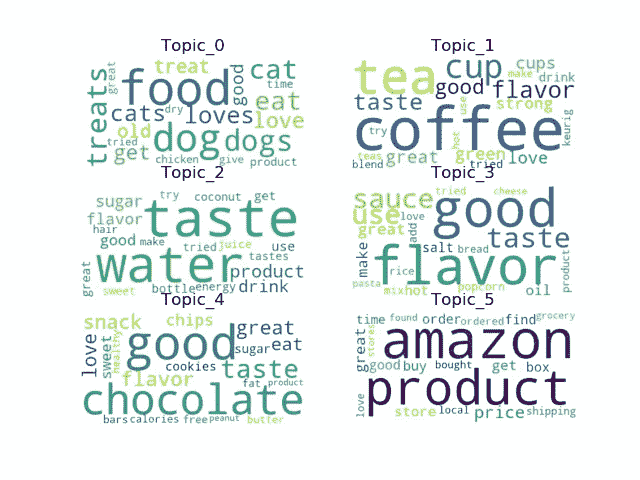 Topic_0
treats
great
treat
food
good
cat
time
cats
dry
loves
eat
love
old
dog
dogs
tried
get
chicken
give
product
Topic_1
tea
cup
cups
make
drink
good
flavor
taste
use
strong
coffee
keurig
try
hot
teas
great
green
love
blend
tried
Topic_2
sugar
try
coconut
get
flavor
taste
hair
good
make
tried
juice
use
water
tastes
great
product
sweet
bottle
energy
drink
Topic_3
sauce
tried
cheese
use
love
good
great
add
taste
make
salt
bread
flavor
product
rice
pasta
mix
hot
popcorn
oil
Topic_4
snack
chips
good
great
love
sweet
healthy
sugar
eat
cookies
flavor
taste
fat
product
chocolate
bars
calories
free
peanut
butter
Topic_5
time
found
order
ordered
find
grocery
great
stores
amazon
good
buy
bought
get
box
product
love
store
local
price
shipping